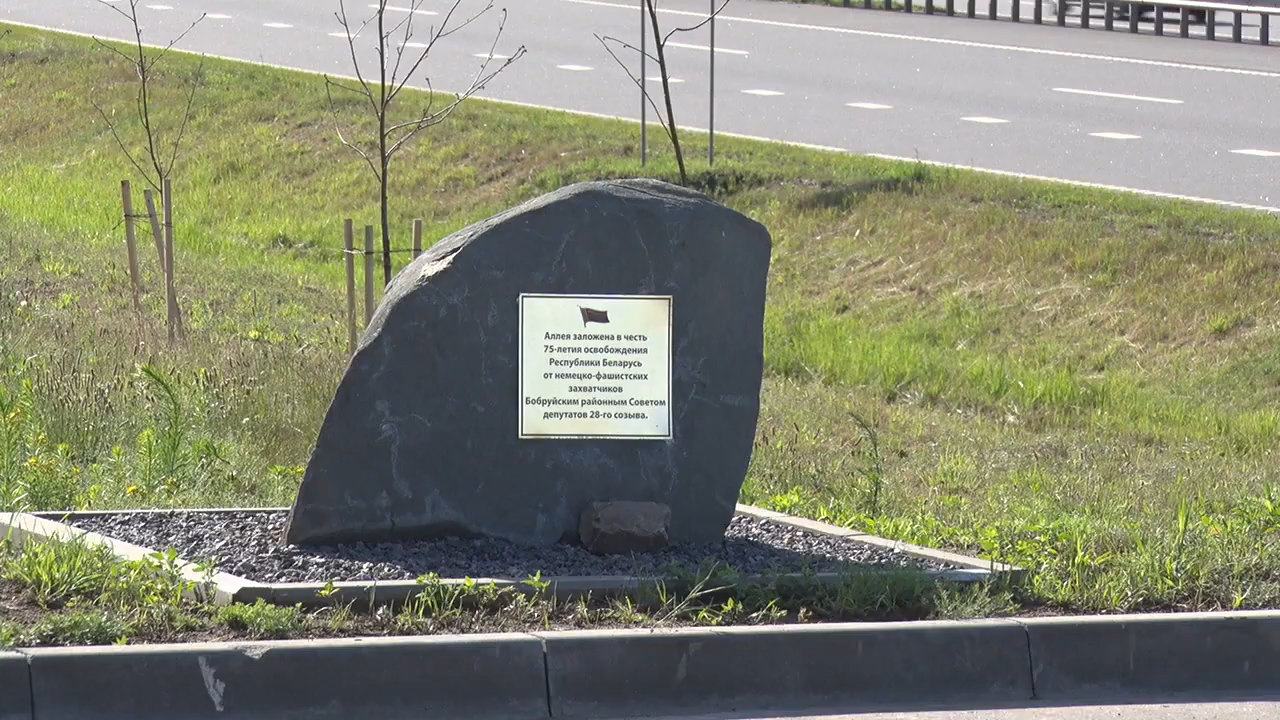 Аллея заложена в честь
75-летия освобождения
Республики Беларусь
от немецко-фашистских
захватчиков
Бобруйским районным Советом
депутатов 28-го созыва.